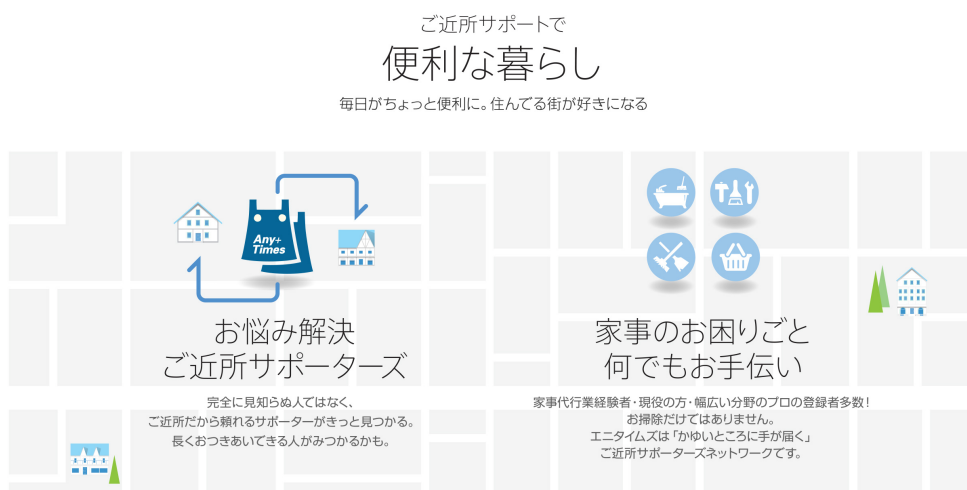 ご近所サポートで
便利な暮らし
毎日がちょっと便利に。住んでる街が好きになる
Any+
Times
お悩み解決
ご近所サポーターズ
完全に見知らぬ人ではなく、
ご近所だから頼れるサポーターがきっと見つかる。
長くおつきあいできる人がみつかるかも。
家事のお困りごと
何でもお手伝い
家事代行業経験者・現役の方・幅広い分野のプロの登録者多数!
お掃除だけではありません。
エニタイムズは「かゆいところに手が届く」
ご近所サポーターズネットワークです。